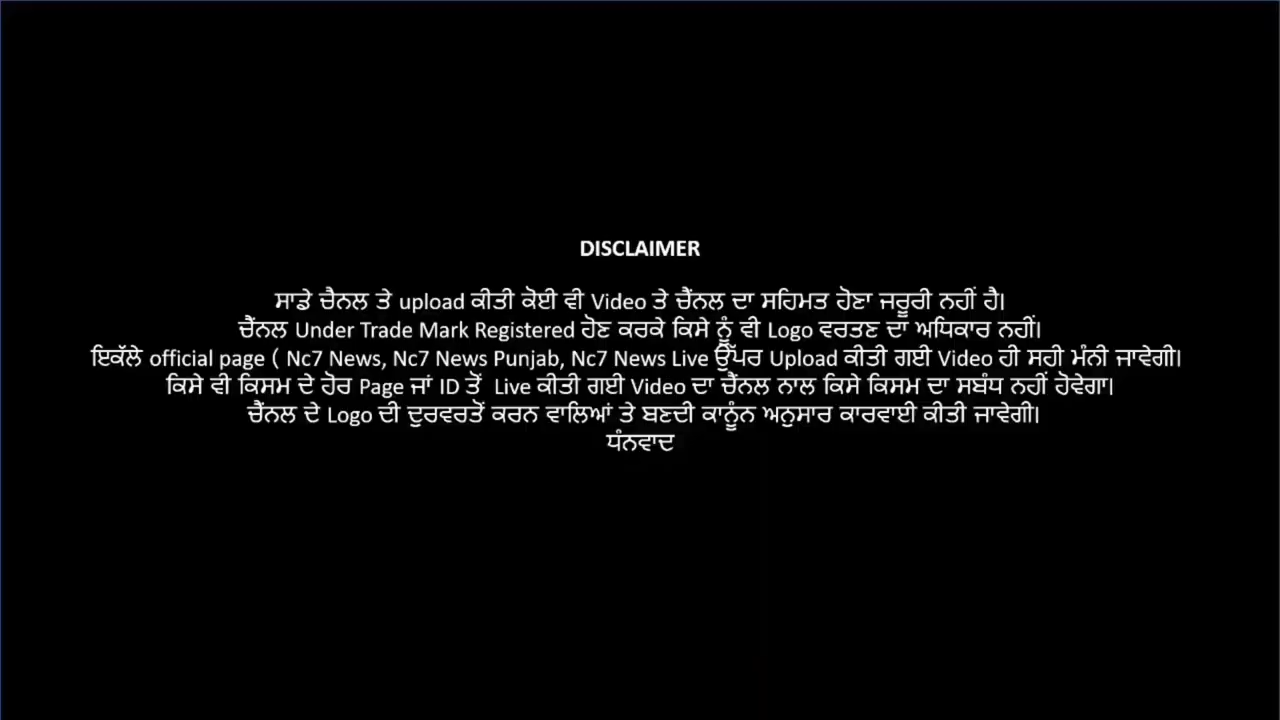 DISCLAIMER
ਸਾਡੇ ਚੈਨਲ ਤੇ upload ਕੀਤੀ ਕੋਈ ਵੀ Video ਤੇ ਚੈਂਨਲ ਦਾ ਸਹਿਮਤ ਹੋਣਾ ਜਰੂਰੀ ਨਹੀਂ ਹੈ।
ਚੈਂਨਲ Under Trade Mark Registered ਹੋਣ ਕਰਕੇ ਕਿਸੇ ਨੂੰ ਵੀ Logo ਵਰਤਣ ਦਾ ਅਧਿਕਾਰ ਨਹੀਂ।
ਇਕੱਲੇ official page ( Nc7 News, Nc7 News Punjab, Nc7 News Live ਉੱਪਰ Upload ਕੀਤੀ ਗਈ Video ਹੀ ਸਹੀ ਮੰਨੀ ਜਾਵੇਗੀ।
ਕਿਸੇ ਵੀ ਕਿਸਮ ਦੇ ਹੋਰ Page ਜਾਂ ID ਤੋਂ Live ਕੀਤੀ ਗਈ Video ਦਾ ਚੈਂਨਲ ਨਾਲ ਕਿਸੇ ਕਿਸਮ ਦਾ ਸਬੰਧ ਨਹੀਂ ਹੋਵੇਗਾ।
ਚੈਂਨਲ ਦੇ Logo ਦੀ ਦੁਰਵਰਤੋਂ ਕਰਨ ਵਾਲਿਆਂ ਤੇ ਬਣਦੀ ਕਾਨੂੰਨ ਅਨੁਸਾਰ ਕਾਰਵਾਈ ਕੀਤੀ ਜਾਵੇਗੀ।
ਧੰਨਵਾਦ